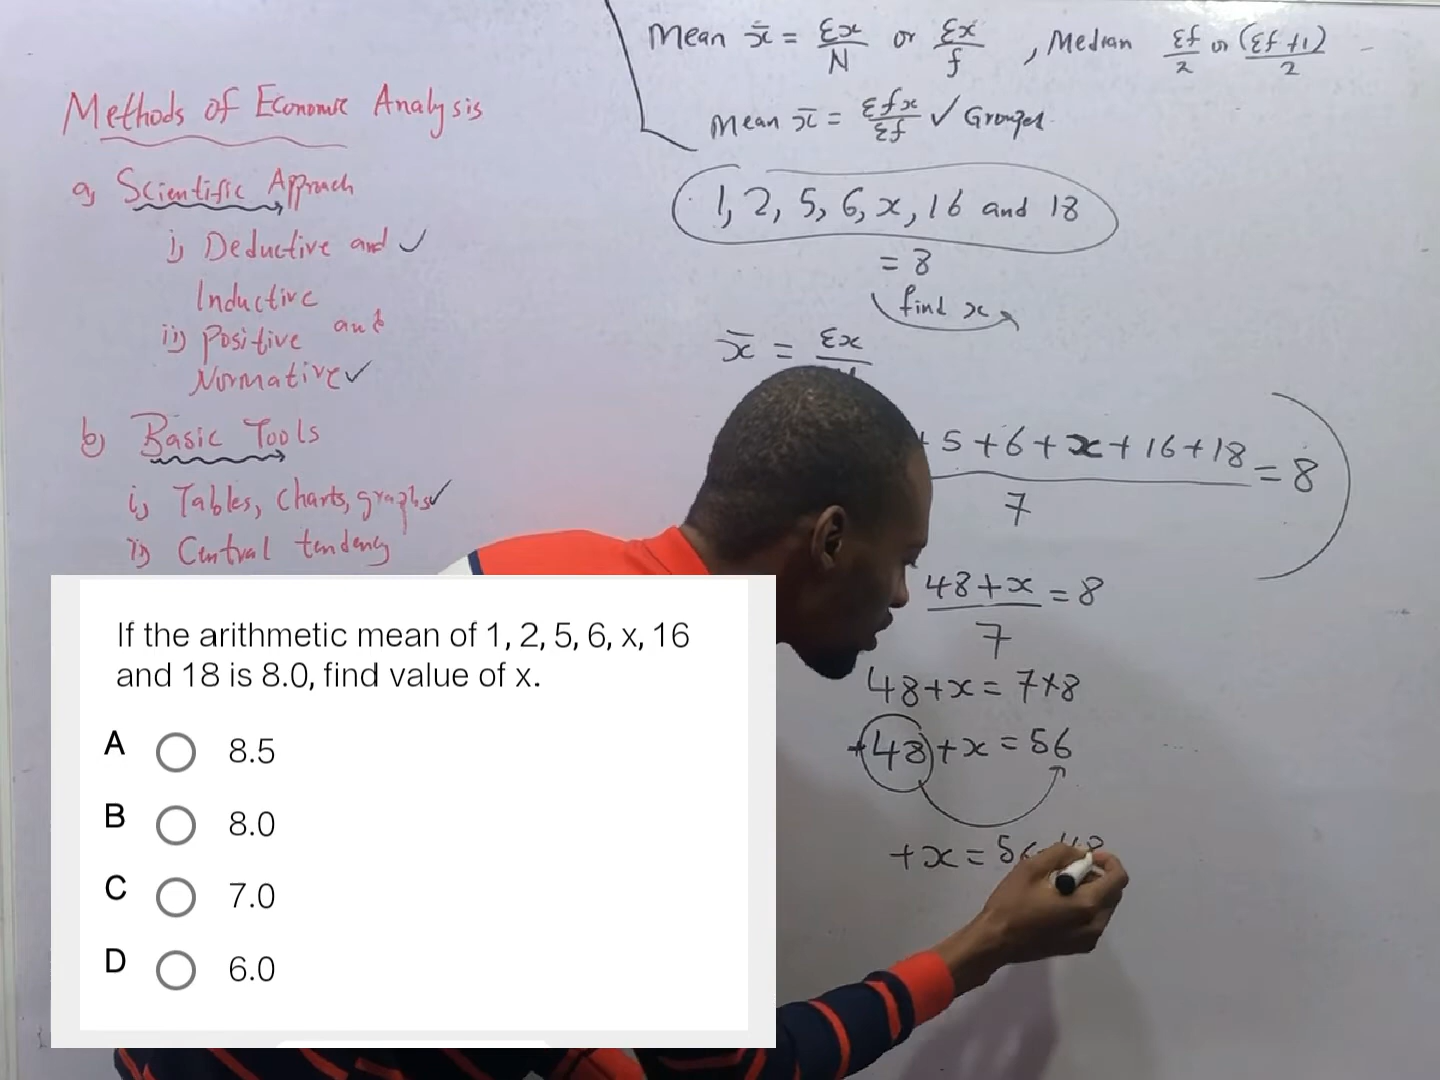 Mean x̄ = Σx/N or Σx/f , Median Σf/2 or (Σf+1)/2
Mean x̄ = Σfx/Σf ✓ Grouped
1, 2, 5, 6, x, 16 and 18
= 8
find x
x̄ = Σx
+ 5 + 6 + x + 16 + 18 = 8
7
48 + x = 8
7
48 + x = 7 × 8
+48 + x = 56
+ x = 56
Methods of Economic Analysis
a) Scientific Approach
i) Deductive and ✓
Inductive
ii) Positive and
Normative ✓
b) Basic Tools
i) Tables, charts, graphs ✓
ii) Central tendency
If the arithmetic mean of 1, 2, 5, 6, x, 16
and 18 is 8.0, find value of x.
A 8.5
B 8.0
C 7.0
D 6.0